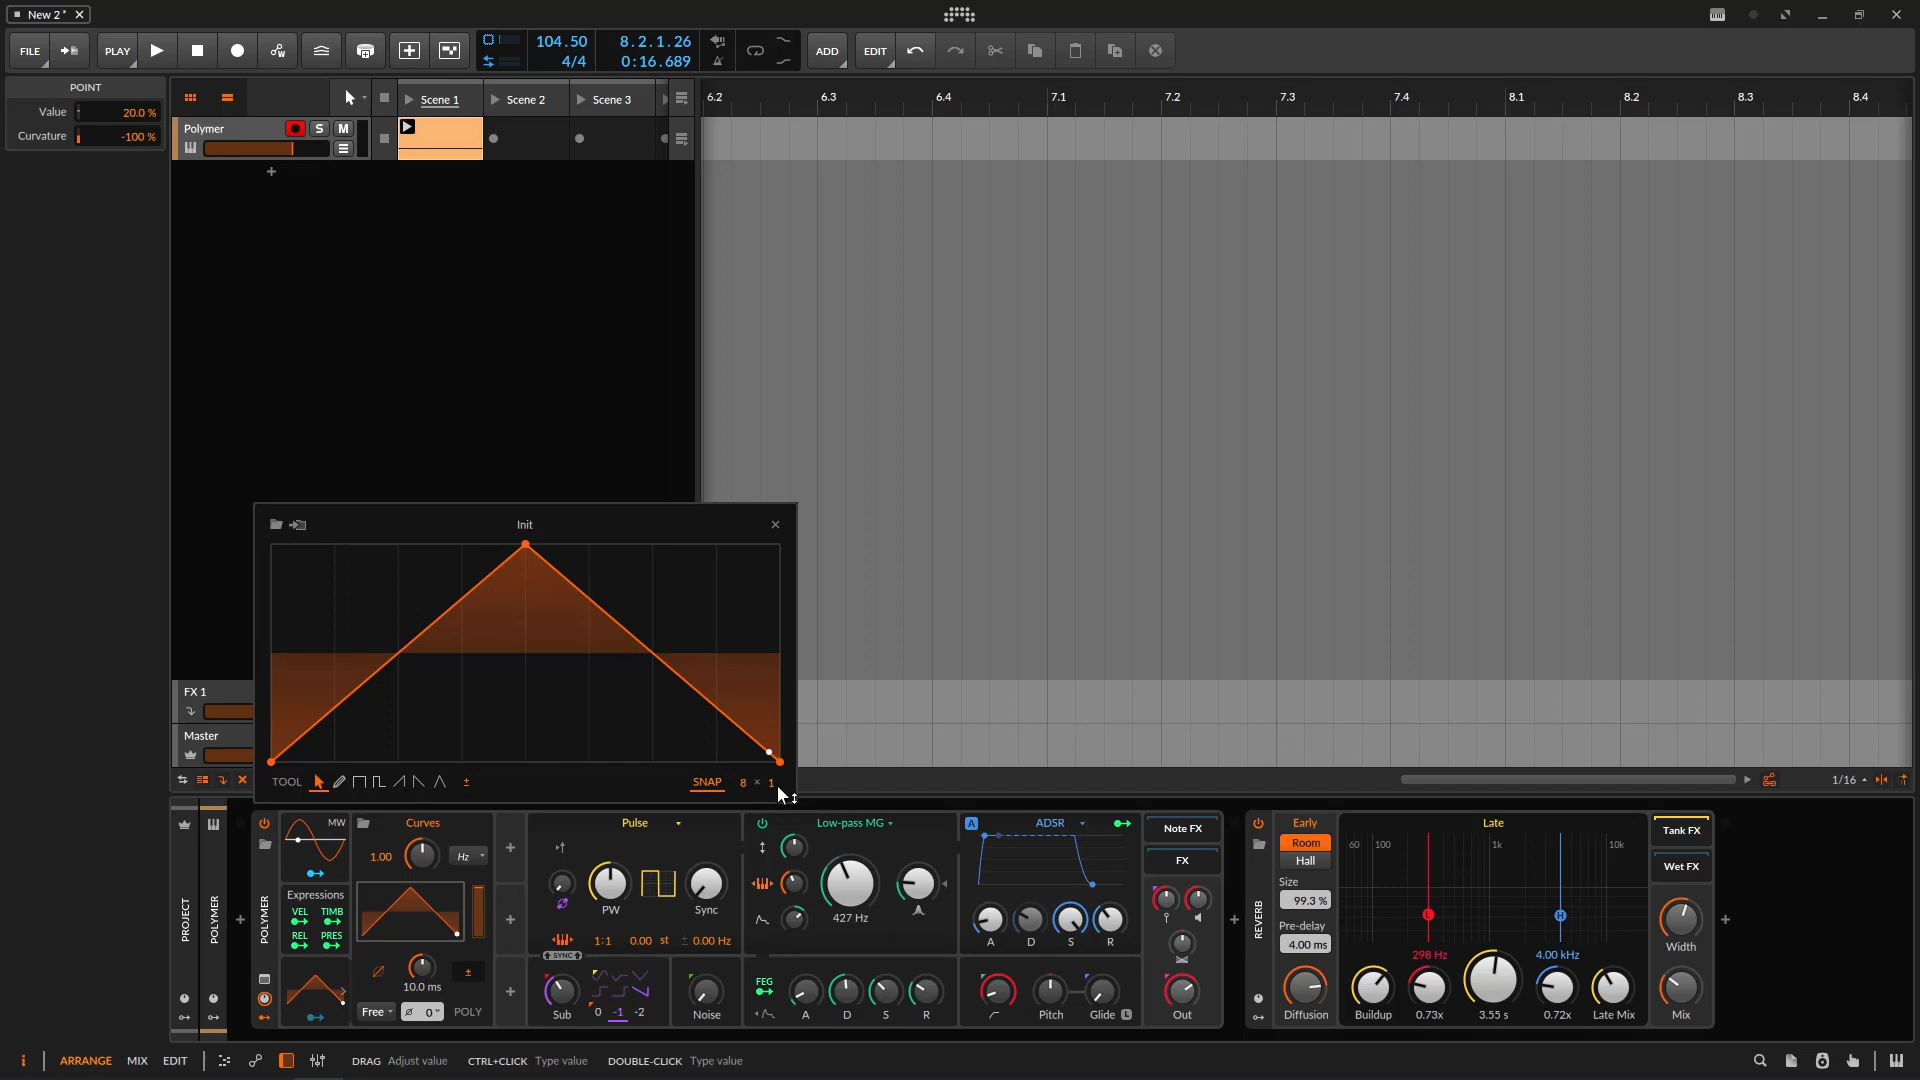 New 2*
FILE
PLAY
104.50
4/4
8.2.1.26
0:16.689
ADD
EDIT
POINT
Value 20.0 %
Curvature -100 %
Scene 1
Scene 2
Scene 3
6.2 6.3 6.4 7.1 7.2 7.3 7.4 8.1 8.2 8.3 8.4
Polymer
S M
Init
FX 1
Master
TOOL
SNAP
8 × 1
1/16
PROJECT
POLYMER
POLYMER
MW
Expressions
VEL TIMB
REL PRES
Curves
1.00
Hz
10.0 ms
±
Free
ø 0°
POLY
Pulse
PW
Sync
1:1 0.00 st ± 0.00 Hz
SYNC
Sub
0 -1 -2
Noise
Low-pass MG
427 Hz
FEG
A D S R
A
ADSR
A D S R
Pitch
Glide L
Note FX
FX
Out
REVERB
Early
Room
Hall
Size
99.3 %
Pre-delay
4.00 ms
Diffusion
Late
60 100 1k 10k
L
H
298 Hz
4.00 kHz
Buildup
0.73x
3.55 s
0.72x
Late Mix
Tank FX
Wet FX
Width
Mix
i
ARRANGE MIX EDIT
DRAG Adjust value CTRL+CLICK Type value DOUBLE-CLICK Type value